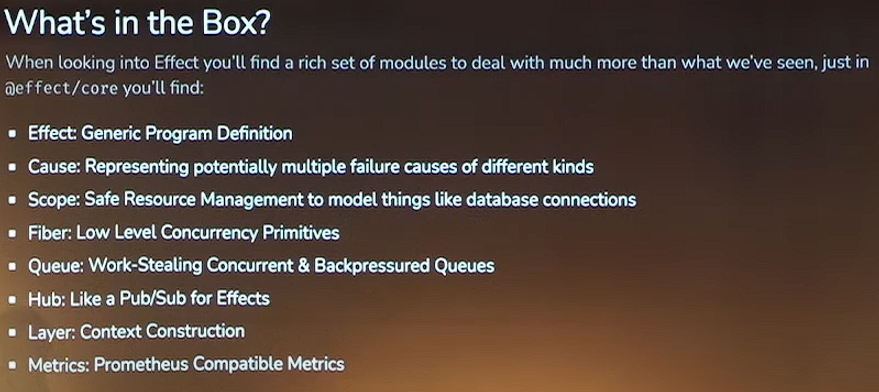 What's in the Box?
When looking into Effect you'll find a rich set of modules to deal with much more than what we've seen, just in
@effect/core you'll find:
▪ Effect: Generic Program Definition
▪ Cause: Representing potentially multiple failure causes of different kinds
▪ Scope: Safe Resource Management to model things like database connections
▪ Fiber: Low Level Concurrency Primitives
▪ Queue: Work-Stealing Concurrent & Backpressured Queues
▪ Hub: Like a Pub/Sub for Effects
▪ Layer: Context Construction
▪ Metrics: Prometheus Compatible Metrics